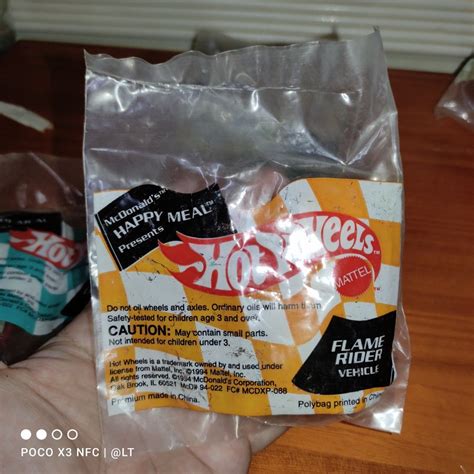 McDonald's™
HAPPY MEAL™
Presents
HOT Wheels™
MATTEL
Do not oil wheels and axles. Ordinary oils will harm them.
Safety-tested for children age 3 and over.
CAUTION: May contain small parts.
Not intended for children under 3.
Hot Wheels is a trademark owned by and used under
license from Mattel, Inc. ©1994 Mattel, Inc.
All rights reserved. ©1994 McDonald's Corporation,
Oak Brook, IL 60521 MD# 94-022 FC# MCDXP-088
Premium made in China.
Polybag printed in China.
FLAME
RIDER
VEHICLE
HOT
POCO X3 NFC | @LT